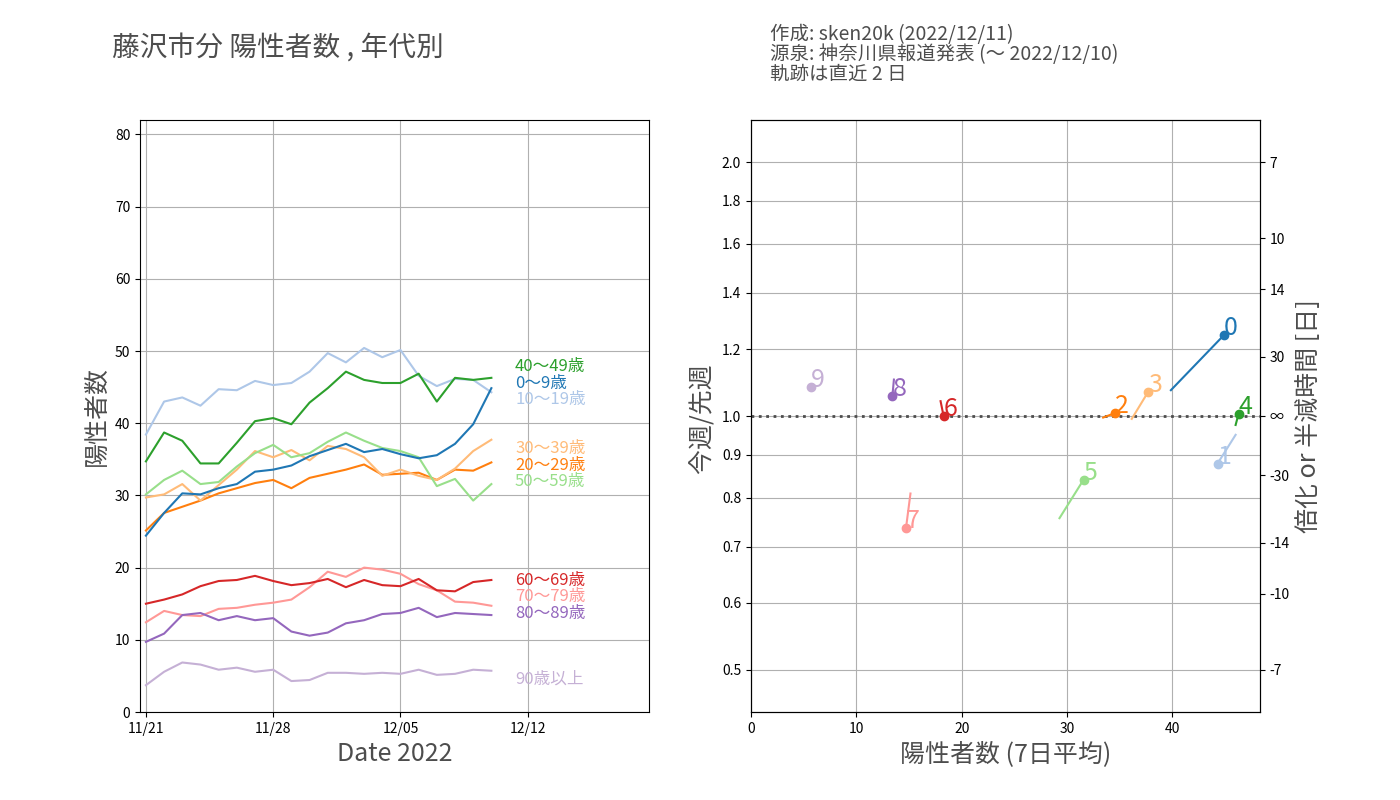 藤沢市分 陽性者数 , 年代別
作成: sken20k (2022/12/11)
源泉: 神奈川県報道発表 (～ 2022/12/10)
軌跡は直近 2 日
陽性者数
80
70
60
50
40
30
20
10
0
40～49歳
0～9歳
10～19歳
30～39歳
20～29歳
50～59歳
60～69歳
70～79歳
80～89歳
90歳以上
11/21
11/28
12/05
12/12
Date 2022
今週/先週
2.0
1.8
1.6
1.4
1.2
1.0
0.9
0.8
0.7
0.6
0.5
0
9
3
8
2
6
4
1
5
7
7
10
14
30
∞
-30
-14
-10
-7
倍化 or 半減時間 [日]
0
10
20
30
40
陽性者数 (7日平均)